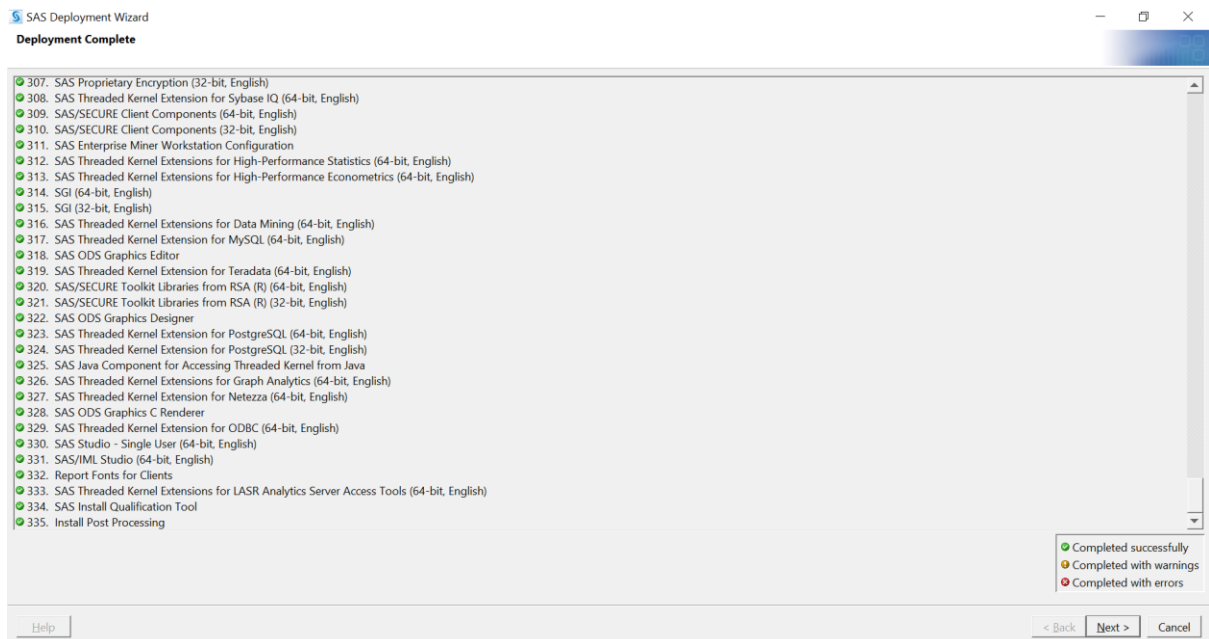 SAS Deployment Wizard
Deployment Complete
307. SAS Proprietary Encryption (32-bit, English)
308. SAS Threaded Kernel Extension for Sybase IQ (64-bit, English)
309. SAS/SECURE Client Components (64-bit, English)
310. SAS/SECURE Client Components (32-bit, English)
311. SAS Enterprise Miner Workstation Configuration
312. SAS Threaded Kernel Extensions for High-Performance Statistics (64-bit, English)
313. SAS Threaded Kernel Extensions for High-Performance Econometrics (64-bit, English)
314. SGI (64-bit, English)
315. SGI (32-bit, English)
316. SAS Threaded Kernel Extensions for Data Mining (64-bit, English)
317. SAS Threaded Kernel Extension for MySQL (64-bit, English)
318. SAS ODS Graphics Editor
319. SAS Threaded Kernel Extension for Teradata (64-bit, English)
320. SAS/SECURE Toolkit Libraries from RSA (R) (64-bit, English)
321. SAS/SECURE Toolkit Libraries from RSA (R) (32-bit, English)
322. SAS ODS Graphics Designer
323. SAS Threaded Kernel Extension for PostgreSQL (64-bit, English)
324. SAS Threaded Kernel Extension for PostgreSQL (32-bit, English)
325. SAS Java Component for Accessing Threaded Kernel from Java
326. SAS Threaded Kernel Extensions for Graph Analytics (64-bit, English)
327. SAS Threaded Kernel Extension for Netezza (64-bit, English)
328. SAS ODS Graphics C Renderer
329. SAS Threaded Kernel Extension for ODBC (64-bit, English)
330. SAS Studio - Single User (64-bit, English)
331. SAS/IML Studio (64-bit, English)
332. Report Fonts for Clients
333. SAS Threaded Kernel Extensions for LASR Analytics Server Access Tools (64-bit, English)
334. SAS Install Qualification Tool
335. Install Post Processing
Completed successfully
Completed with warnings
Completed with errors
Help
< Back
Next >
Cancel